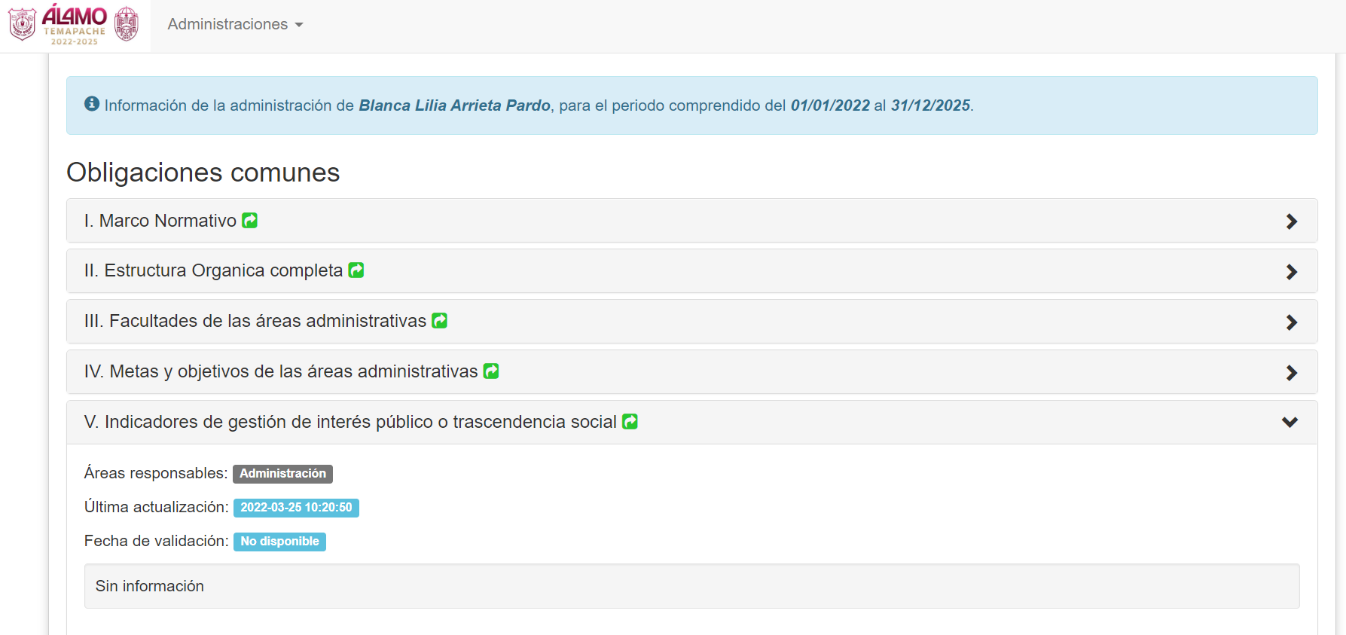 ÁLAMO
TEMAPACHE
2022-2025
Administraciones
Información de la administración de Blanca Lilia Arrieta Pardo, para el periodo comprendido del 01/01/2022 al 31/12/2025.
Obligaciones comunes
I. Marco Normativo
II. Estructura Organica completa
III. Facultades de las áreas administrativas
IV. Metas y objetivos de las áreas administrativas
V. Indicadores de gestión de interés público o trascendencia social
Áreas responsables: Administración
Última actualización: 2022-03-25 10:20:50
Fecha de validación: No disponible
Sin información